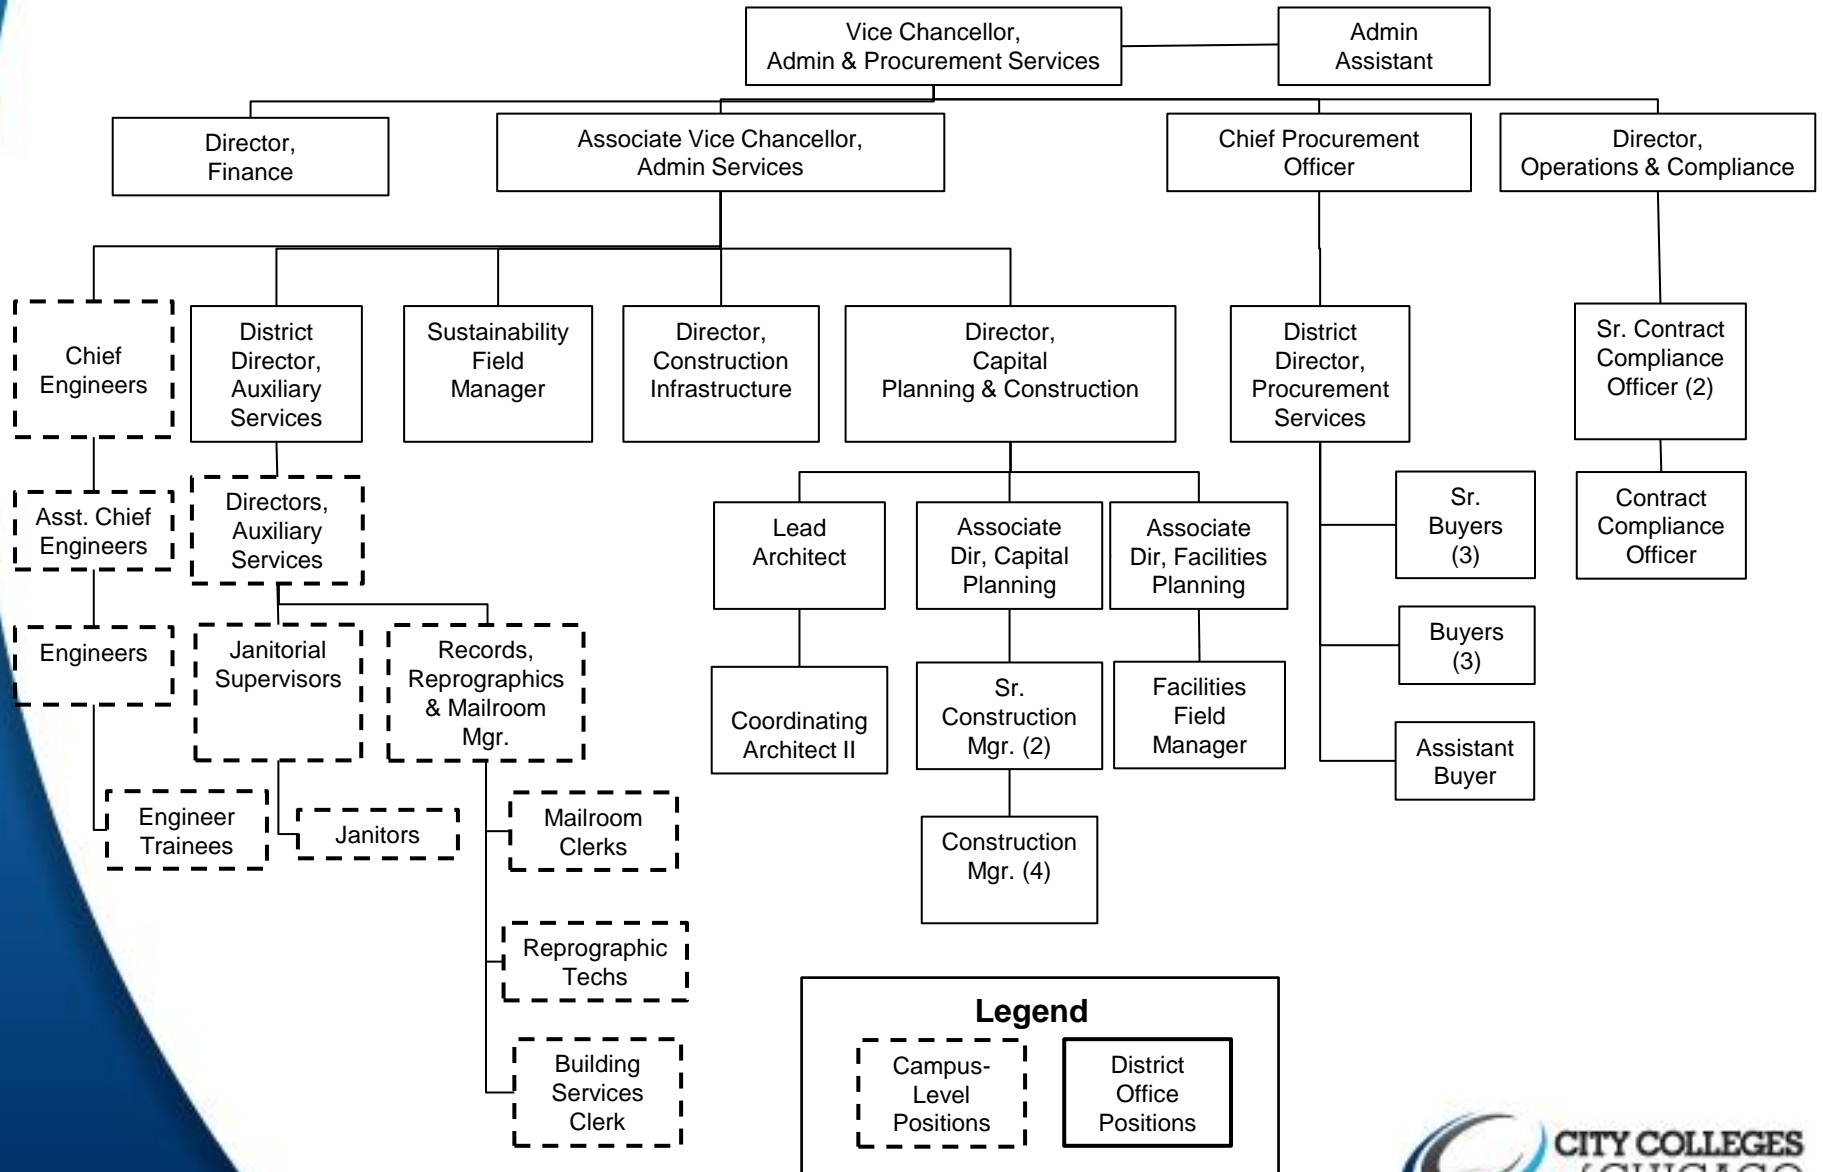 Vice Chancellor,
Admin & Procurement Services
Admin
Assistant
Director,
Finance
Associate Vice Chancellor,
Admin Services
Chief Procurement
Officer
Director,
Operations & Compliance
Chief
Engineers
District
Director,
Auxiliary
Services
Sustainability
Field
Manager
Director,
Construction
Infrastructure
Director,
Capital
Planning & Construction
District
Director,
Procurement
Services
Sr. Contract
Compliance
Officer (2)
Asst. Chief
Engineers
Directors,
Auxiliary
Services
Lead
Architect
Associate
Dir, Capital
Planning
Associate
Dir, Facilities
Planning
Sr.
Buyers
(3)
Contract
Compliance
Officer
Engineers
Janitorial
Supervisors
Records,
Reprographics
& Mailroom
Mgr.
Coordinating
Architect II
Sr.
Construction
Mgr. (2)
Facilities
Field
Manager
Buyers
(3)
Assistant
Buyer
Engineer
Trainees
Janitors
Mailroom
Clerks
Construction
Mgr. (4)
Reprographic
Techs
Building
Services
Clerk
Legend
Campus-
Level
Positions
District
Office
Positions
CITY COLLEGES
of CHICAGO